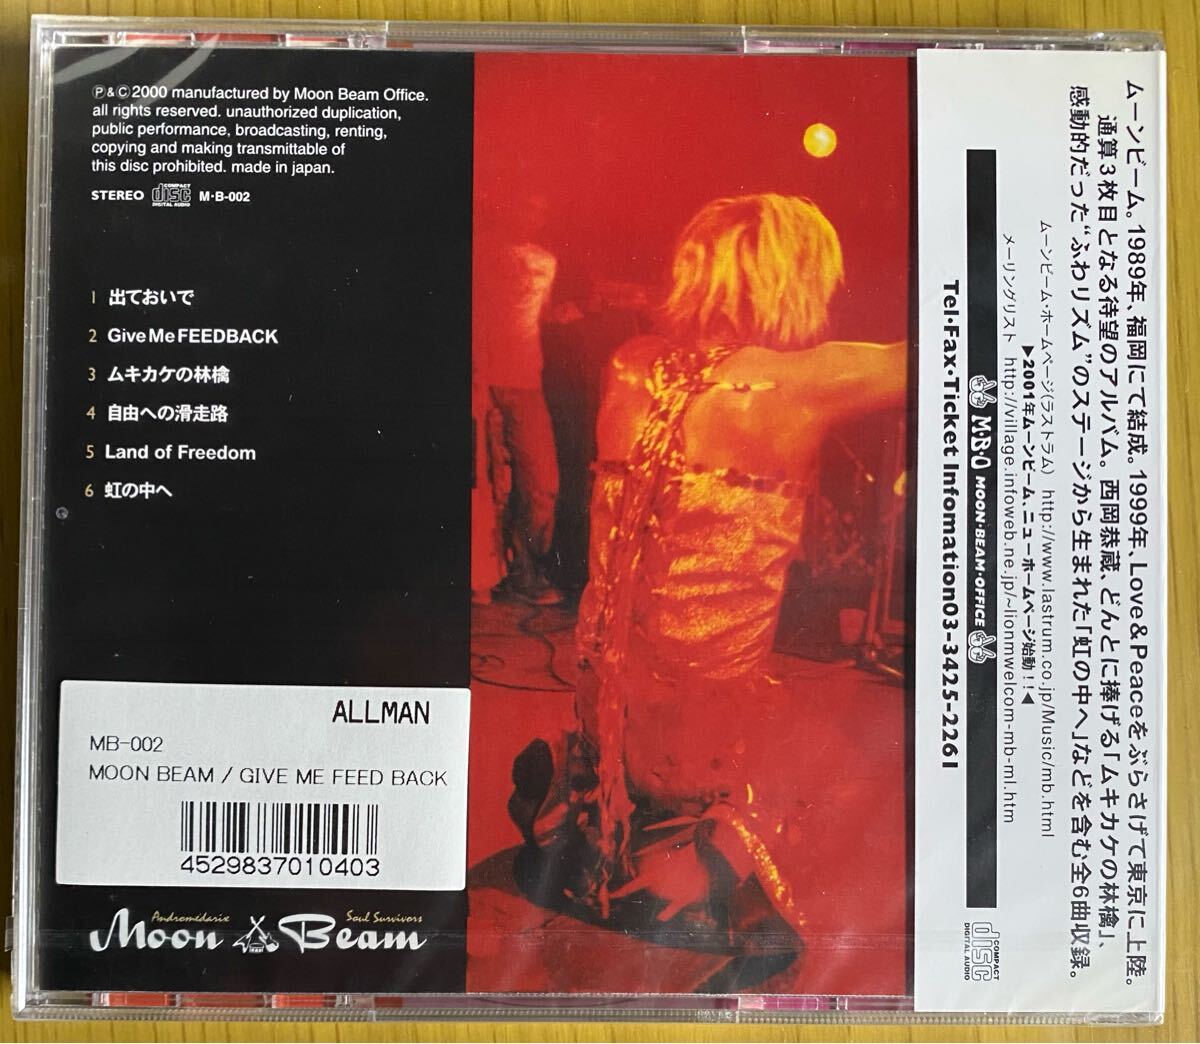 Ⓟ&Ⓒ2000 manufactured by Moon Beam Office.
all rights reserved. unauthorized duplication,
public performance, broadcasting, renting,
copying and making transmittable of
this disc prohibited. made in japan.
STEREO COMPACT disc DIGITAL AUDIO M·B-002
1 出ておいで
2 Give Me FEEDBACK
3 ムキカケの林檎
4 自由への滑走路
5 Land of Freedom
6 虹の中へ
ALLMAN
MB-002
MOON BEAM / GIVE ME FEED BACK
4529837010403
Andromedarix Soul Survivors
Moon Beam
ムーンビーム。1989年、福岡にて結成。1999年、Love&Peaceをぶらさげて東京に上陸。
通算3枚目となる待望のアルバム。西岡恭蔵、どんとに捧げる「ムキカケの林檎」、
感動的だった“ふわリズム”のステージから生まれた「虹の中へ」などを含む全6曲収録。
ムーンビーム・ホームページ(ラストラム) http://www.lastrum.co.jp/Music/mb.html
▶2001年ムーンビーム、ニューホームページ始動!!◀
メーリングリスト http://village.infoweb.ne.jp/~lionmwelcom-mb-ml.htm
M·B·O MOON·BEAM·OFFICE
Tel·Fax·Ticket Infomation03-3425-2261
COMPACT disc DIGITAL AUDIO